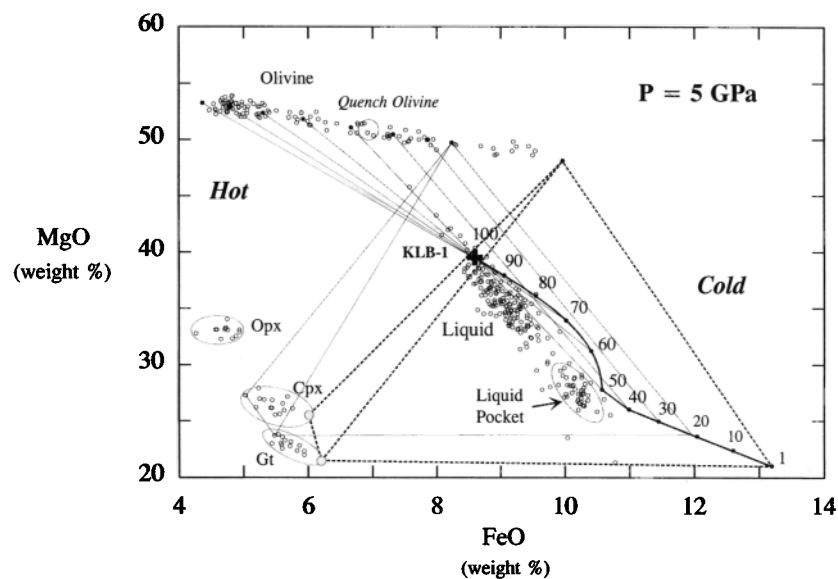 60
P = 5 GPa
Olivine
Quench Olivine
50
Hot
MgO
(weight %)
40
KLB-1
100
90
80
Cold
70
Liquid
60
Opx
30
50
Cpx
Liquid
Pocket
40
30
20
Gt
10
1
20
4
6
8
10
12
14
FeO
(weight %)